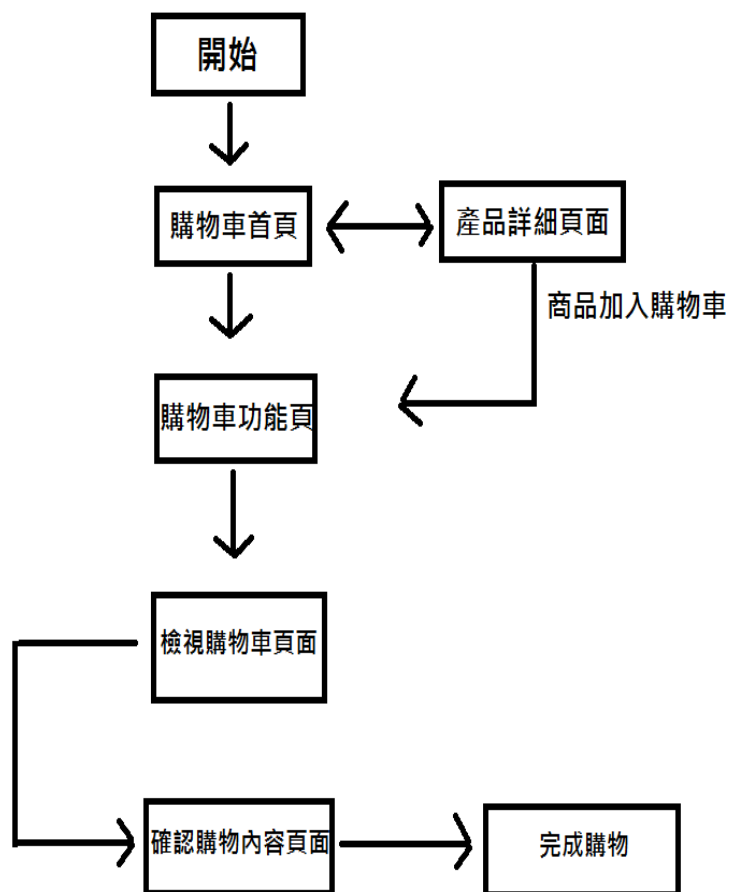 開始
購物車首頁
產品詳細頁面
商品加入購物車
購物車功能頁
檢視購物車頁面
確認購物內容頁面
完成購物